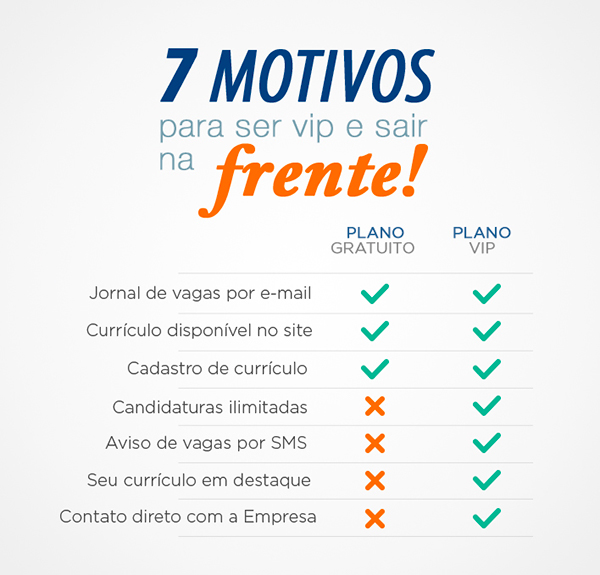 7 MOTIVOS
para ser vip e sair
na frente!
PLANO GRATUITO
PLANO VIP
Jornal de vagas por e-mail
Currículo disponível no site
Cadastro de currículo
Candidaturas ilimitadas
Aviso de vagas por SMS
Seu currículo em destaque
Contato direto com a Empresa